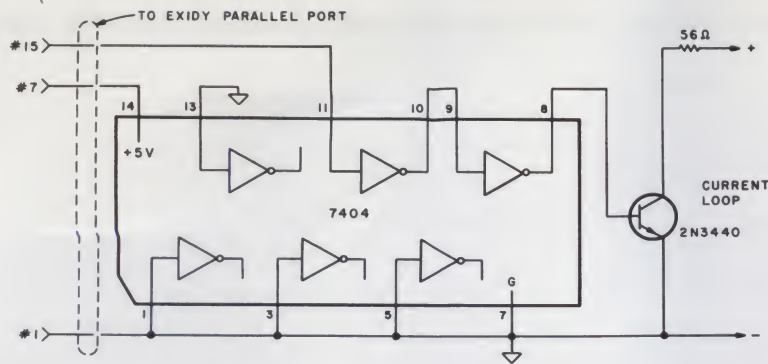 TO EXIDY PARALLEL PORT
#15
#7
56Ω
+
14
13
11
10
9
8
+5V
7404
CURRENT
LOOP
2N3440
G
1
3
5
7
#1
-